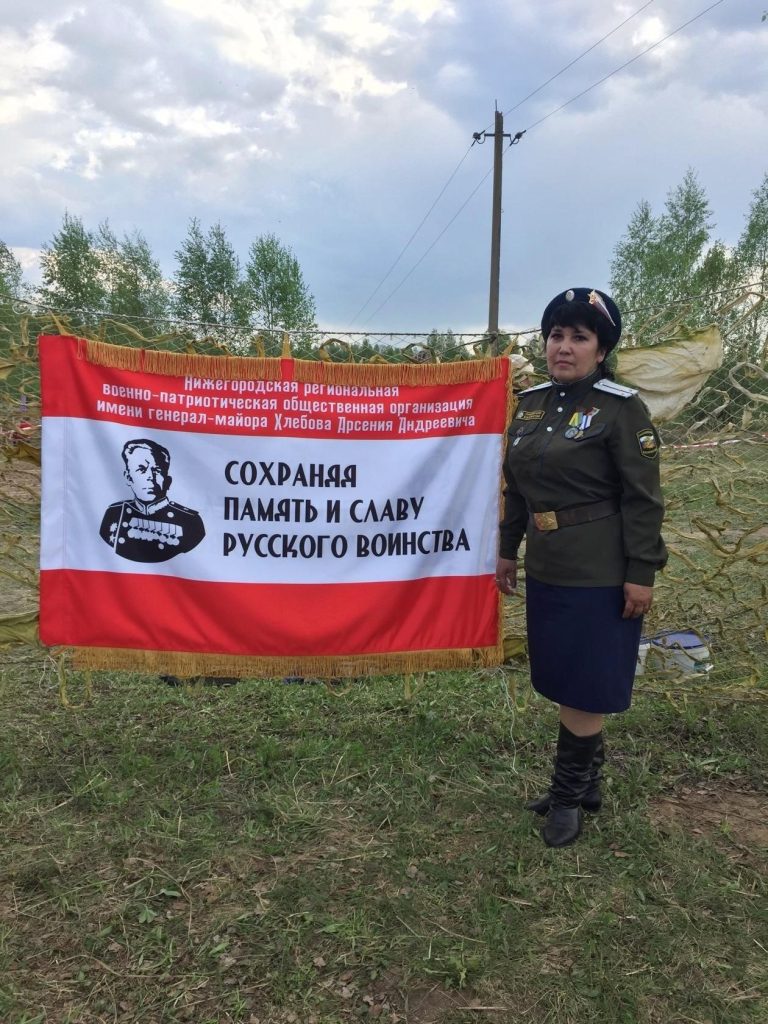 Нижегородская региональная
военно-патриотическая общественная организация
имени генерал-майора Хлебова Арсения Андреевича
СОХРАНЯЯ
ПАМЯТЬ И СЛАВУ
РУССКОГО ВОИНСТВА